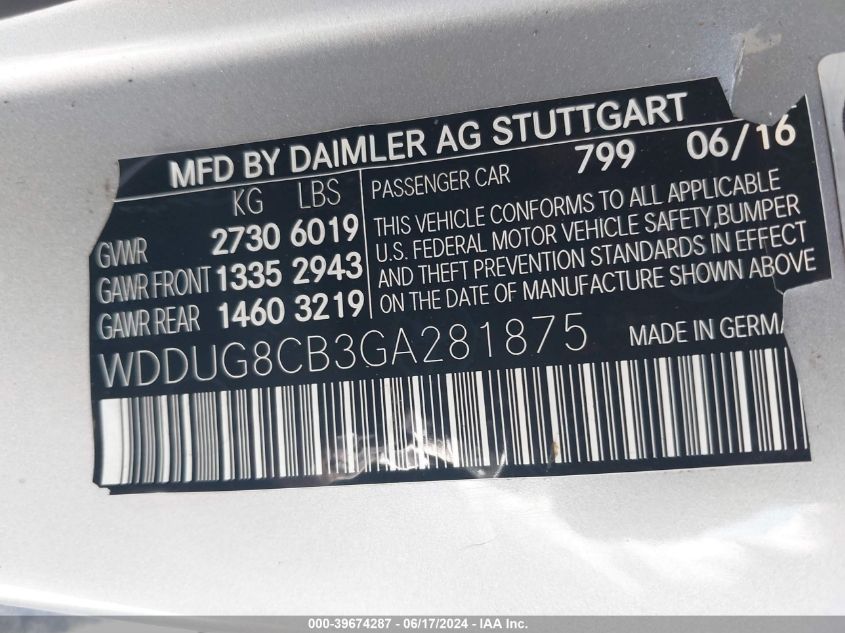 MFD BY DAIMLER AG STUTTGART
KG LBS PASSENGER CAR 799 06/16
GVWR 2730 6019
GAWR FRONT 1335 2943
GAWR REAR 1460 3219
THIS VEHICLE CONFORMS TO ALL APPLICABLE
U.S. FEDERAL MOTOR VEHICLE SAFETY,BUMPER
AND THEFT PREVENTION STANDARDS IN EFFECT
ON THE DATE OF MANUFACTURE SHOWN ABOVE
WDDUG8CB3GA281875 MADE IN GERMA
000-39674287 - 06/17/2024 - IAA Inc.